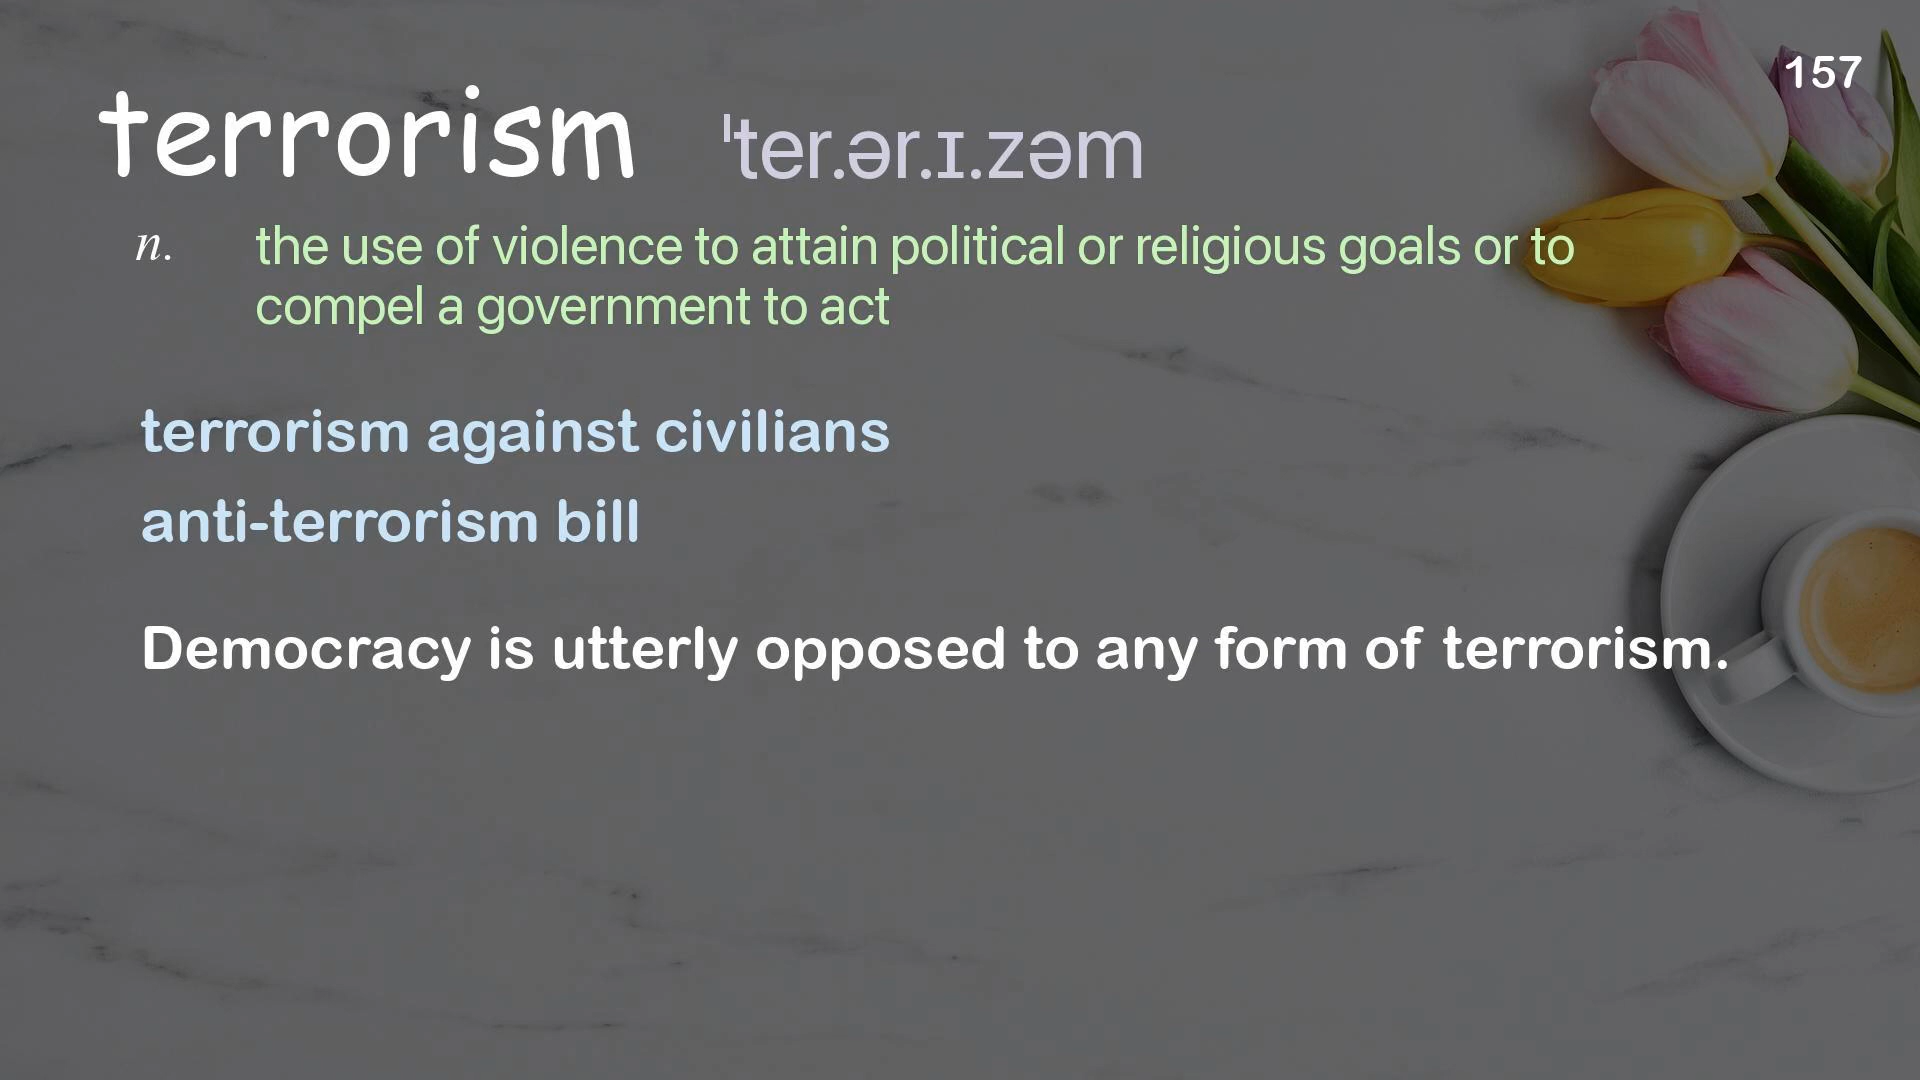 157
terrorism ˈter.ər.ɪ.zəm
n. the use of violence to attain political or religious goals or to
compel a government to act
terrorism against civilians
anti-terrorism bill
Democracy is utterly opposed to any form of terrorism.